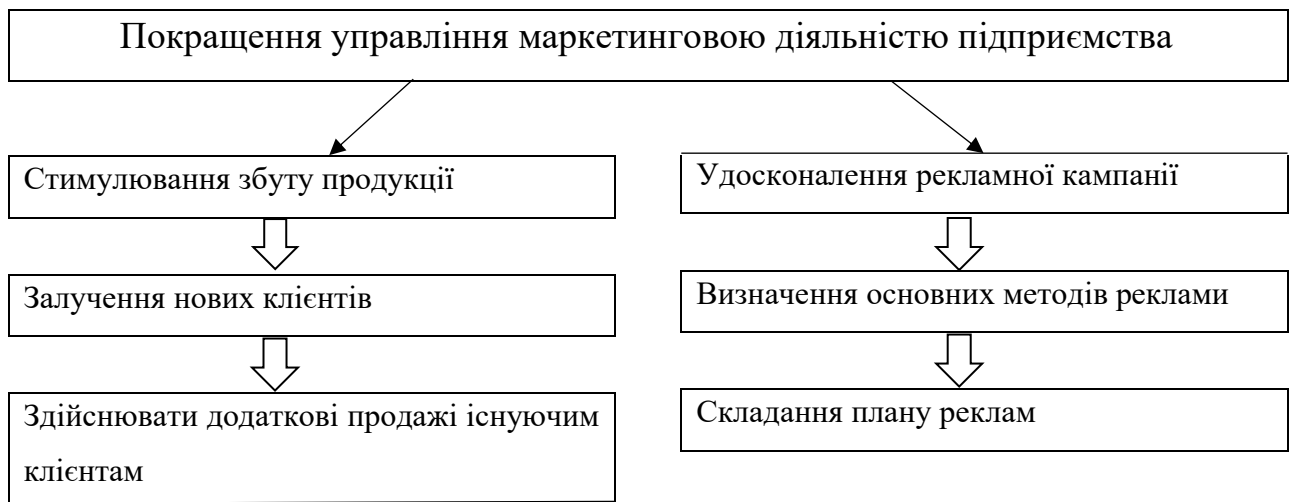 Покращення управління маркетинговою діяльністю підприємства
Стимулювання збуту продукції
Залучення нових клієнтів
Здійснювати додаткові продажі існуючим
клієнтам
Удосконалення рекламної кампанії
Визначення основних методів реклами
Складання плану реклам